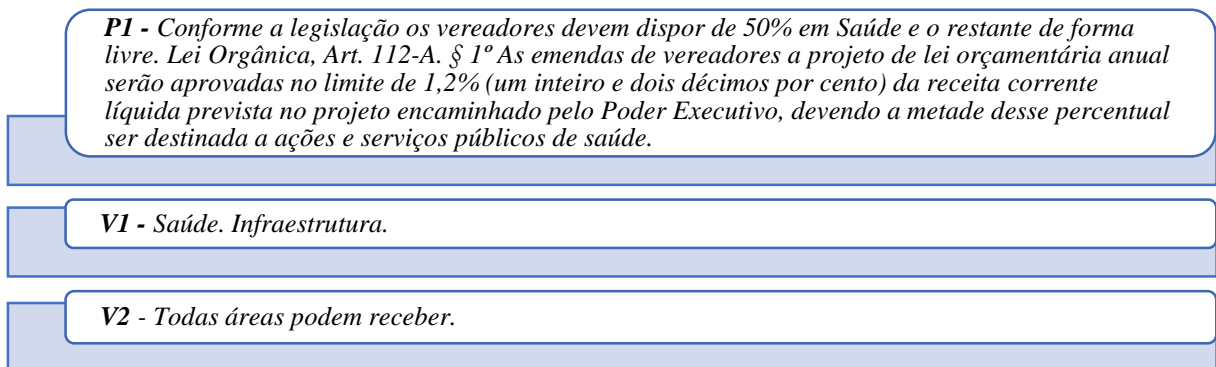 P1 - Conforme a legislação os vereadores devem dispor de 50% em Saúde e o restante de forma
livre. Lei Orgânica, Art. 112-A. § 1º As emendas de vereadores a projeto de lei orçamentária anual
serão aprovadas no limite de 1,2% (um inteiro e dois décimos por cento) da receita corrente
líquida prevista no projeto encaminhado pelo Poder Executivo, devendo a metade desse percentual
ser destinada a ações e serviços públicos de saúde.
V1 - Saúde. Infraestrutura.
V2 - Todas áreas podem receber.